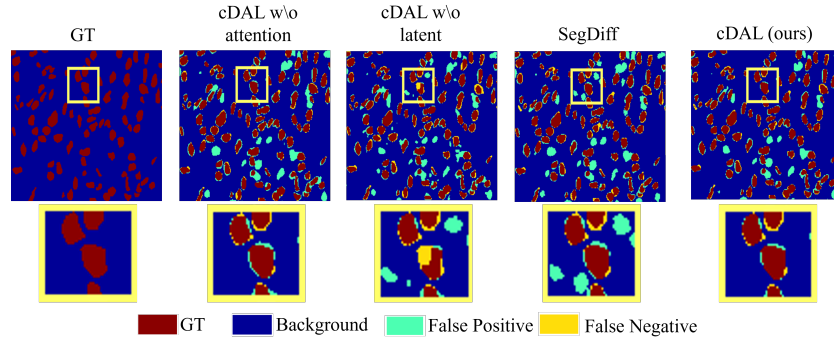 GT
cDAL w\o
attention
cDAL w\o
latent
SegDiff
cDAL (ours)
GT
Background
False Positive
False Negative